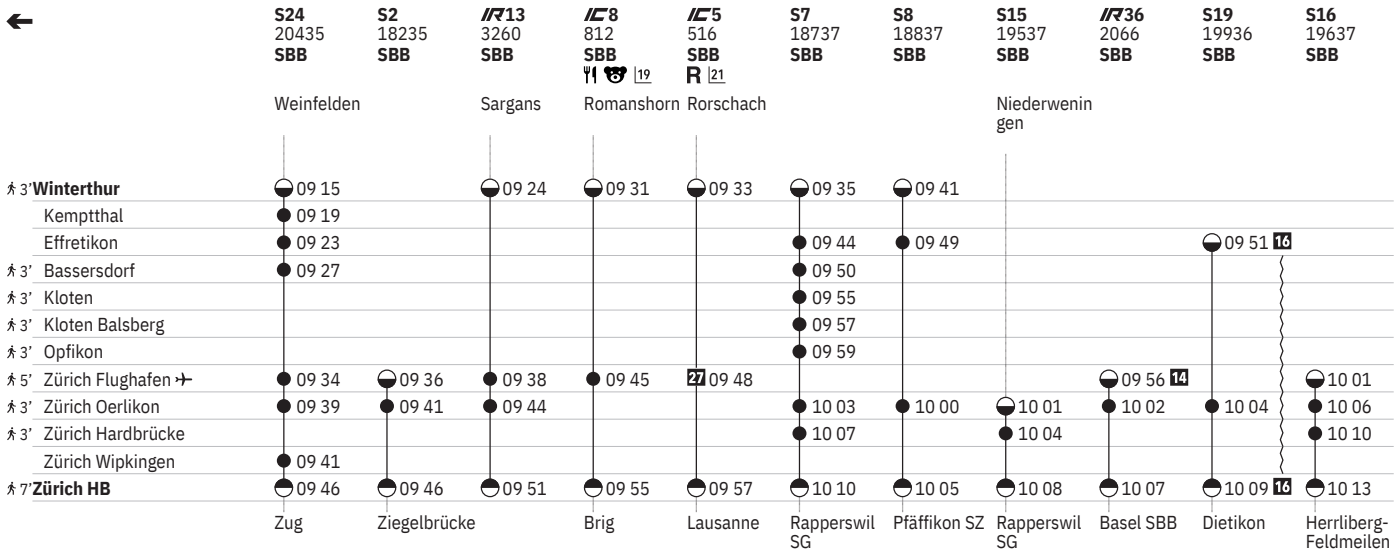 S24 S2 IR13 IC8 IC5 S7 S8 S15 IR36 S19 S16
20435 18235 3260 812 516 18737 18837 19537 2066 19936 19637
SBB SBB SBB SBB SBB SBB SBB SBB SBB SBB SBB
19 R 21
Weinfelden Sargans Romanshorn Rorschach Niederwenin
gen
3' Winterthur 09 15 09 24 09 31 09 33 09 35 09 41
Kemptthal 09 19
Effretikon 09 23 09 44 09 49 09 51 16
3' Bassersdorf 09 27 09 50
3' Kloten 09 55
3' Kloten Balsberg 09 57
3' Opfikon 09 59
5' Zürich Flughafen 09 34 09 36 09 38 09 45 27 09 48 09 56 14 10 01
3' Zürich Oerlikon 09 39 09 41 09 44 10 03 10 00 10 01 10 02 10 04 10 06
3' Zürich Hardbrücke 10 07 10 04 10 10
Zürich Wipkingen 09 41
7' Zürich HB 09 46 09 46 09 51 09 55 09 57 10 10 10 05 10 08 10 07 10 09 16 10 13
Zug Ziegelbrücke Brig Lausanne Rapperswil Pfäffikon SZ Rapperswil Basel SBB Dietikon Herrliberg-
SG SG Feldmeilen